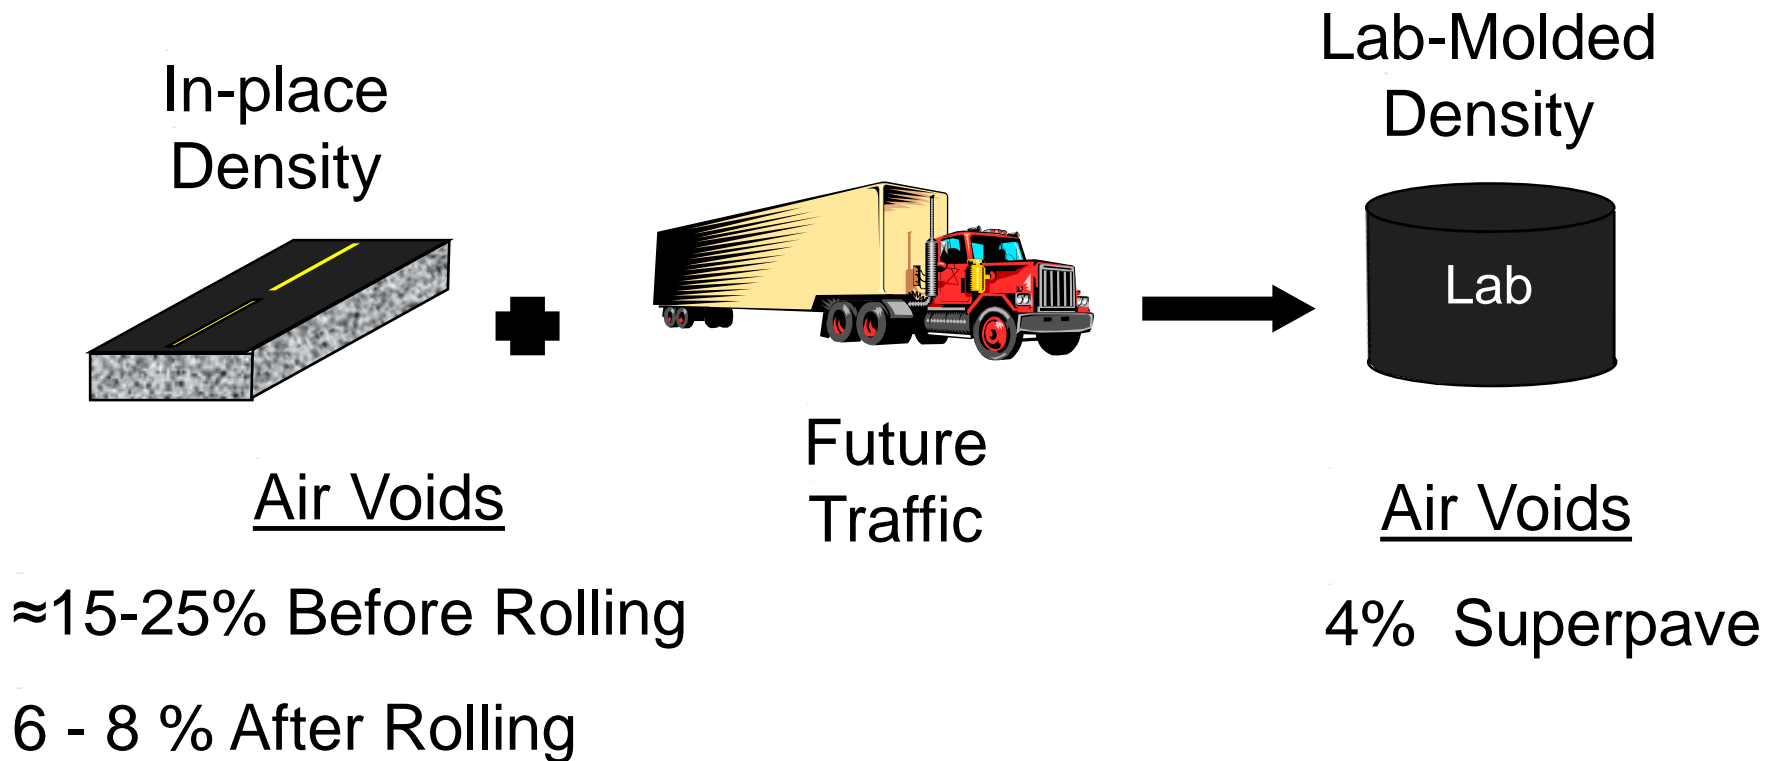 In-place
Density
Lab-Molded
Density
Lab
Future
Traffic
Air Voids
≈15-25% Before Rolling
6 - 8 % After Rolling
Air Voids
4% Superpave